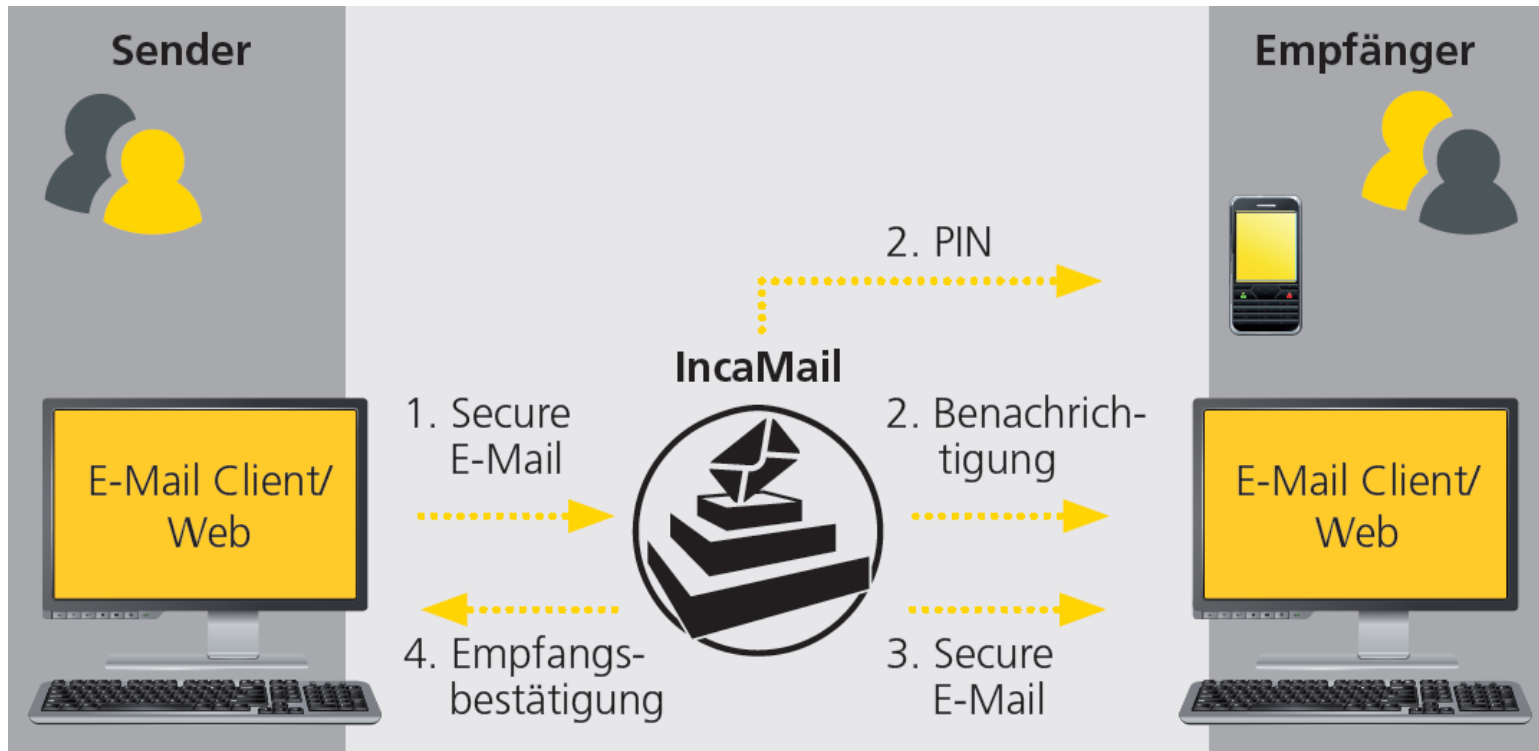 Sender
Empfänger
2. PIN
IncaMail
1. Secure
E-Mail
2. Benachrich-
tigung
E-Mail Client/
Web
E-Mail Client/
Web
4. Empfangs-
bestätigung
3. Secure
E-Mail